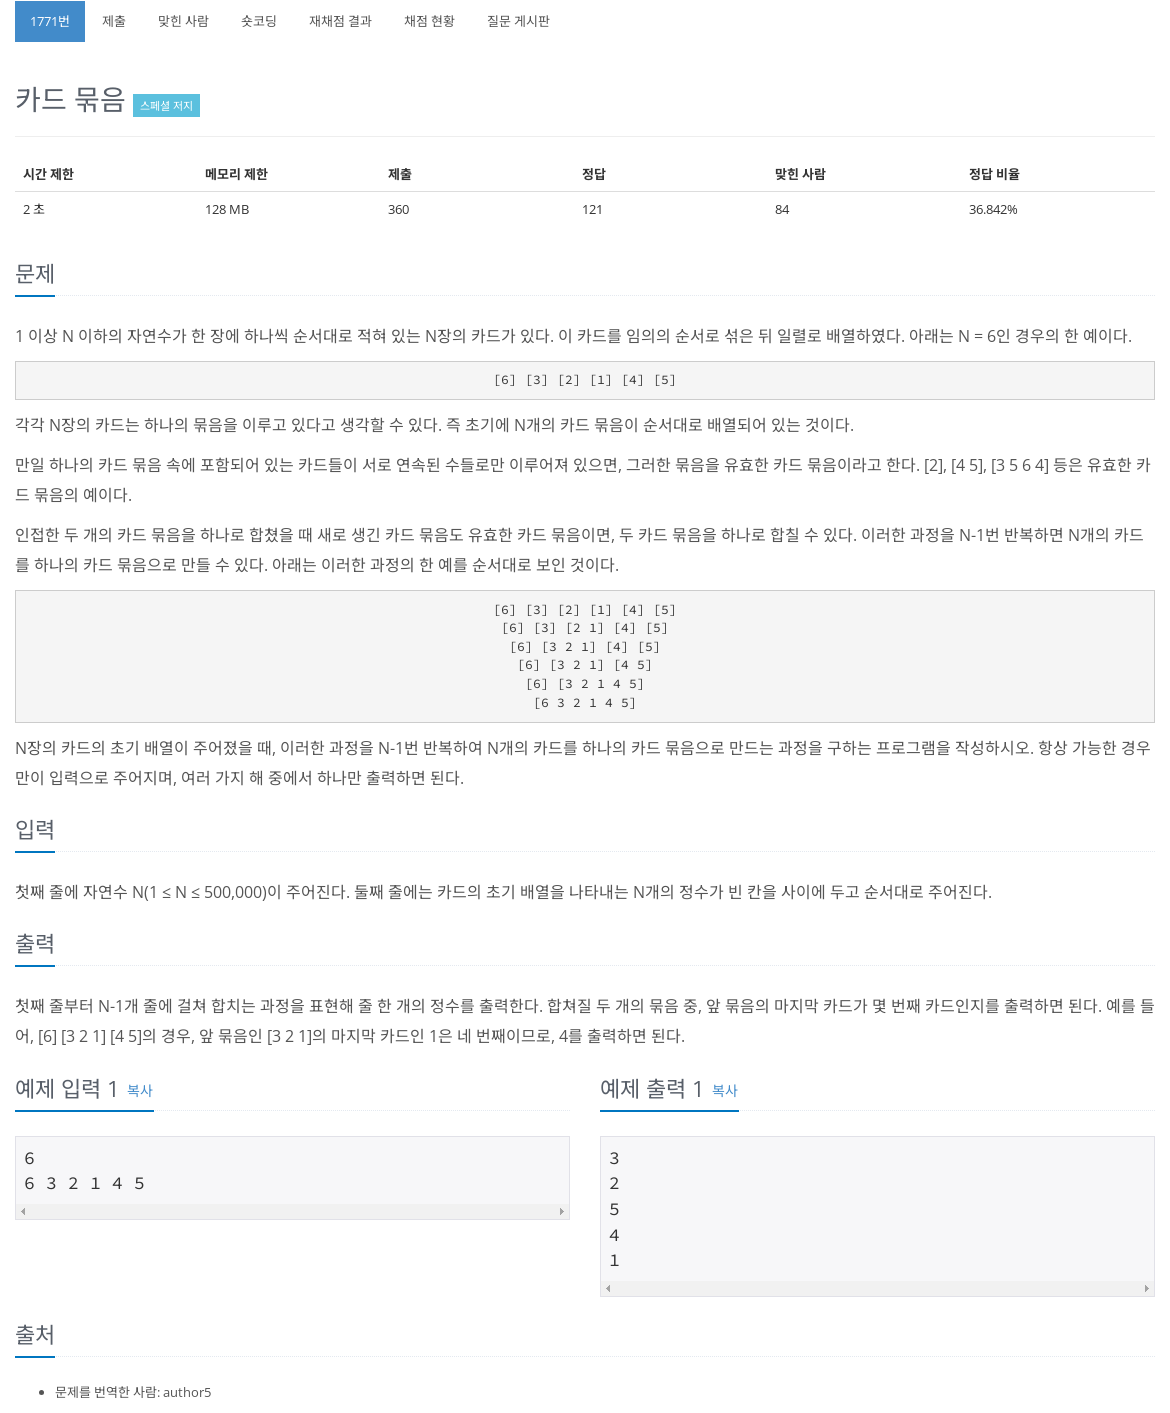 1771번 제출 맞힌 사람 숏코딩 재채점 결과 채점 현황 질문 게시판
카드 묶음 스페셜 저지
시간 제한 메모리 제한 제출 정답 맞힌 사람 정답 비율
2 초 128 MB 360 121 84 36.842%
문제
1 이상 N 이하의 자연수가 한 장에 하나씩 순서대로 적혀 있는 N장의 카드가 있다. 이 카드를 임의의 순서로 섞은 뒤 일렬로 배열하였다. 아래는 N = 6인 경우의 한 예이다.
[6] [3] [2] [1] [4] [5]
각각 N장의 카드는 하나의 묶음을 이루고 있다고 생각할 수 있다. 즉 초기에 N개의 카드 묶음이 순서대로 배열되어 있는 것이다.
만일 하나의 카드 묶음 속에 포함되어 있는 카드들이 서로 연속된 수들로만 이루어져 있으면, 그러한 묶음을 유효한 카드 묶음이라고 한다. [2], [4 5], [3 5 6 4] 등은 유효한 카
드 묶음의 예이다.
인접한 두 개의 카드 묶음을 하나로 합쳤을 때 새로 생긴 카드 묶음도 유효한 카드 묶음이면, 두 카드 묶음을 하나로 합칠 수 있다. 이러한 과정을 N-1번 반복하면 N개의 카드
를 하나의 카드 묶음으로 만들 수 있다. 아래는 이러한 과정의 한 예를 순서대로 보인 것이다.
[6] [3] [2] [1] [4] [5]
[6] [3] [2 1] [4] [5]
[6] [3 2 1] [4] [5]
[6] [3 2 1] [4 5]
[6] [3 2 1 4 5]
[6 3 2 1 4 5]
N장의 카드의 초기 배열이 주어졌을 때, 이러한 과정을 N-1번 반복하여 N개의 카드를 하나의 카드 묶음으로 만드는 과정을 구하는 프로그램을 작성하시오. 항상 가능한 경우
만이 입력으로 주어지며, 여러 가지 해 중에서 하나만 출력하면 된다.
입력
첫째 줄에 자연수 N(1 ≤ N ≤ 500,000)이 주어진다. 둘째 줄에는 카드의 초기 배열을 나타내는 N개의 정수가 빈 칸을 사이에 두고 순서대로 주어진다.
출력
첫째 줄부터 N-1개 줄에 걸쳐 합치는 과정을 표현해 줄 한 개의 정수를 출력한다. 합쳐질 두 개의 묶음 중, 앞 묶음의 마지막 카드가 몇 번째 카드인지를 출력하면 된다. 예를 들
어, [6] [3 2 1] [4 5]의 경우, 앞 묶음인 [3 2 1]의 마지막 카드인 1은 네 번째이므로, 4를 출력하면 된다.
예제 입력 1 복사
6
6 3 2 1 4 5
예제 출력 1 복사
3
2
5
4
1
출처
문제를 번역한 사람: author5